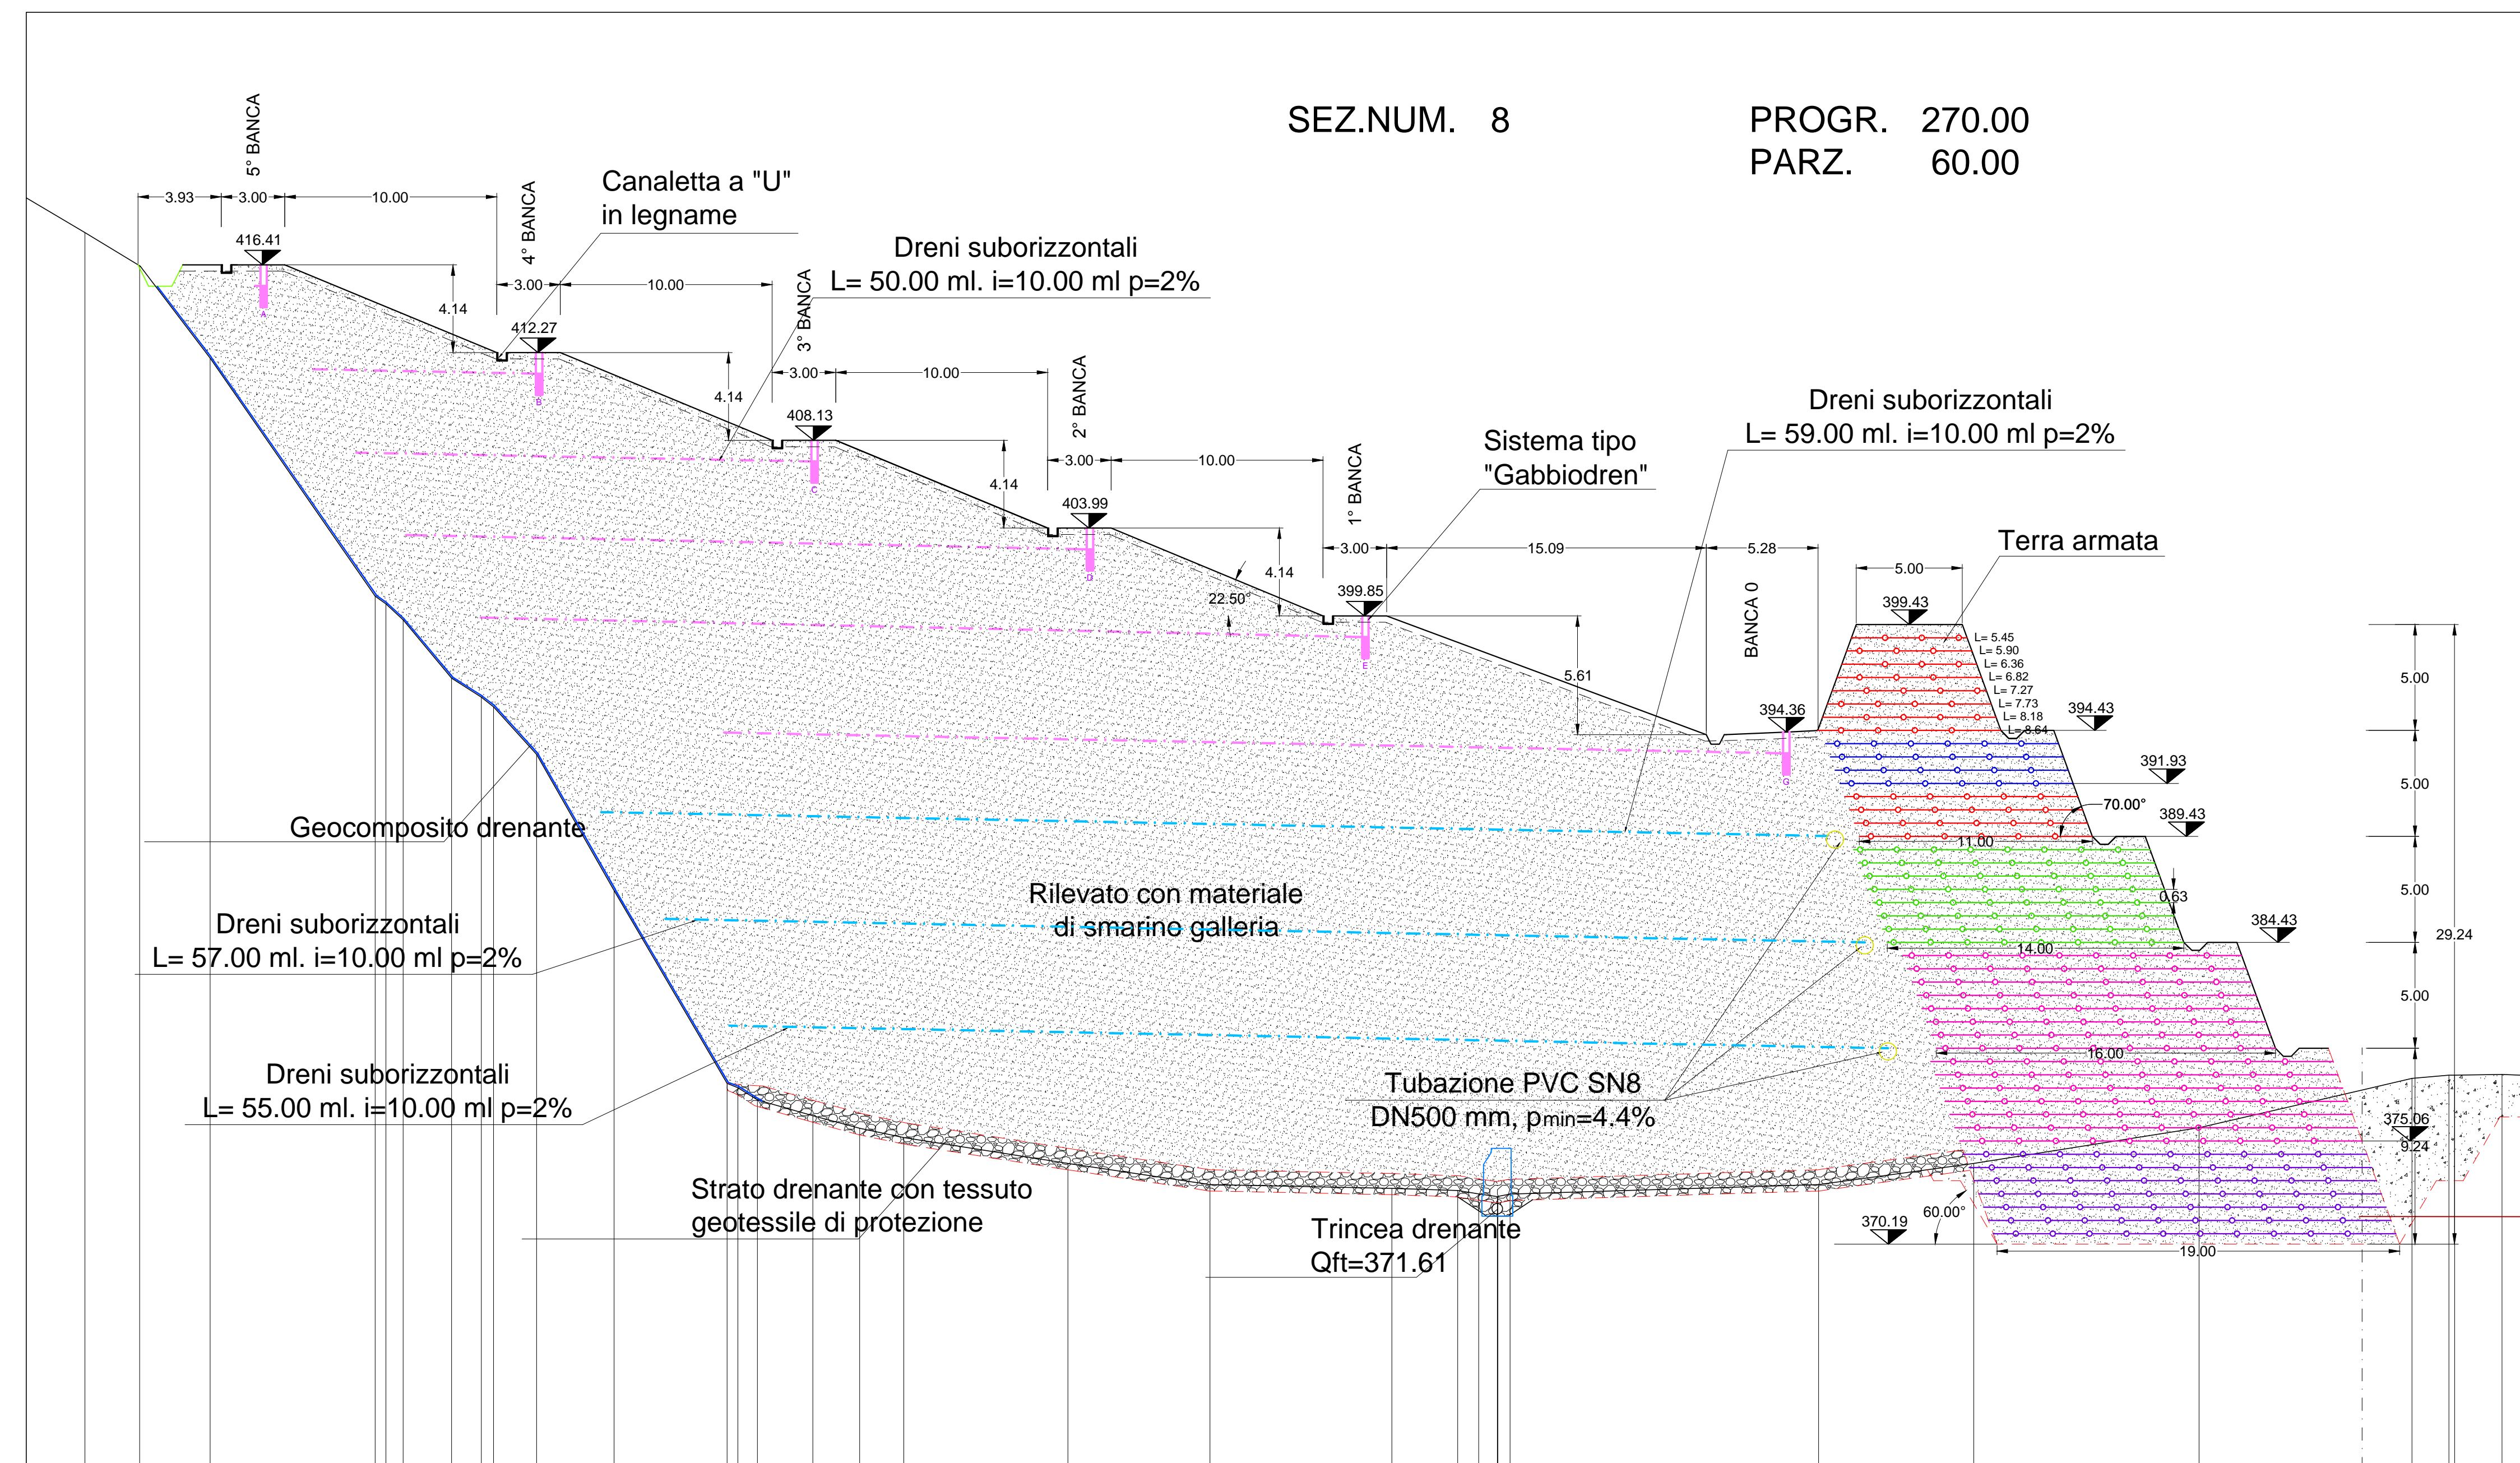 SEZ.NUM. 8
PROGR. 270.00
PARZ. 60.00
5° BANCA
3.93
3.00
10.00
416.41
4.14
A
4° BANCA
Canaletta a "U"
in legname
3.00
10.00
412.27
4.14
B
3° BANCA
Dreni suborizzontali
L= 50.00 ml. i=10.00 ml p=2%
3.00
10.00
408.13
4.14
C
2° BANCA
3.00
10.00
403.99
4.14
D
22.50°
1° BANCA
Sistema tipo
"Gabbiodren"
3.00
15.09
5.28
399.85
5.61
E
Dreni suborizzontali
L= 59.00 ml. i=10.00 ml p=2%
BANCA 0
394.36
G
Terra armata
5.00
399.43
L= 5.45
L= 5.90
L= 6.36
L= 6.82
L= 7.27
L= 7.73
L= 8.18
L= 8.64
394.43
391.93
70.00°
389.43
11.00
0.63
384.43
14.00
16.00
5.00
5.00
5.00
5.00
29.24
375.06
9.24
370.19
60.00°
19.00
Geocomposito drenante
Dreni suborizzontali
L= 57.00 ml. i=10.00 ml p=2%
Dreni suborizzontali
L= 55.00 ml. i=10.00 ml p=2%
Rilevato con materiale
di smarino galleria
Tubazione PVC SN8
DN500 mm, pmin=4.4%
Strato drenante con tessuto
geotessile di protezione
Trincea drenante
Qft=371.61